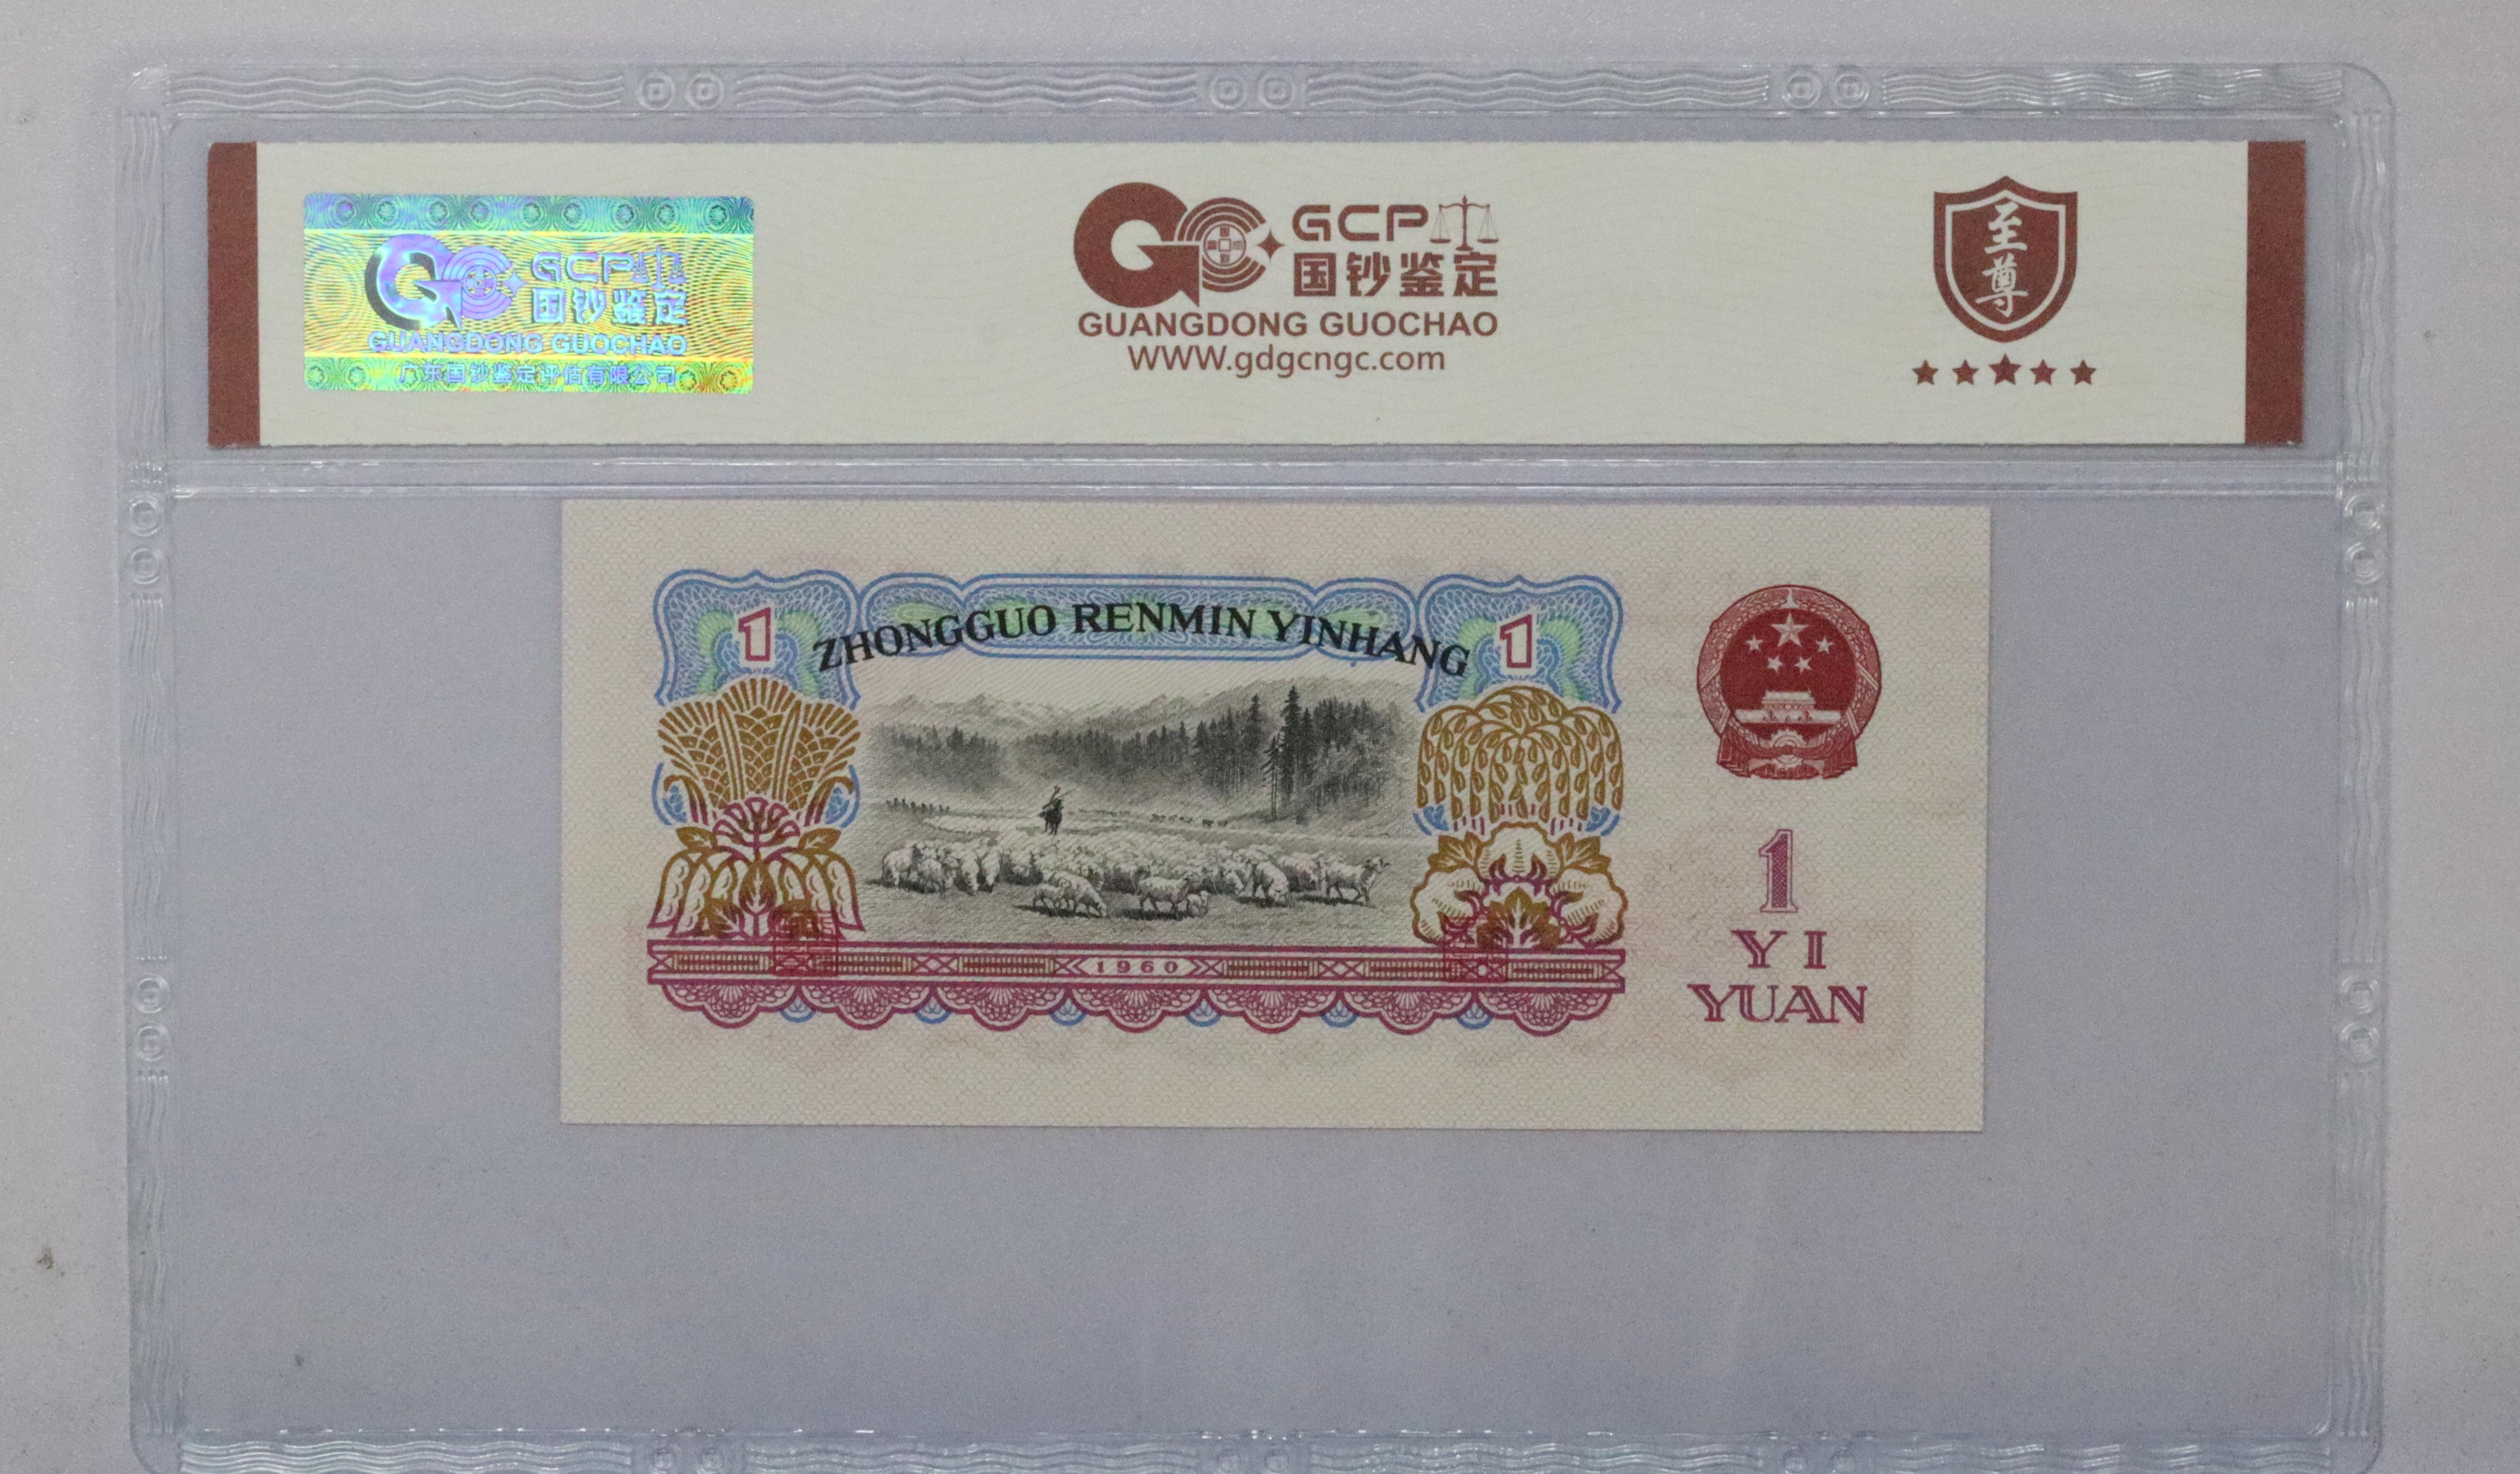 GCP
国钞鉴定
GUANGDONG GUOCHAO
广东国钞鉴定评估有限公司
GCP
国钞鉴定
GUANGDONG GUOCHAO
WWW.gdgcngc.com
至尊
1 ZHONGGUO RENMIN YINHANG 1
1960
1
YI
YUAN